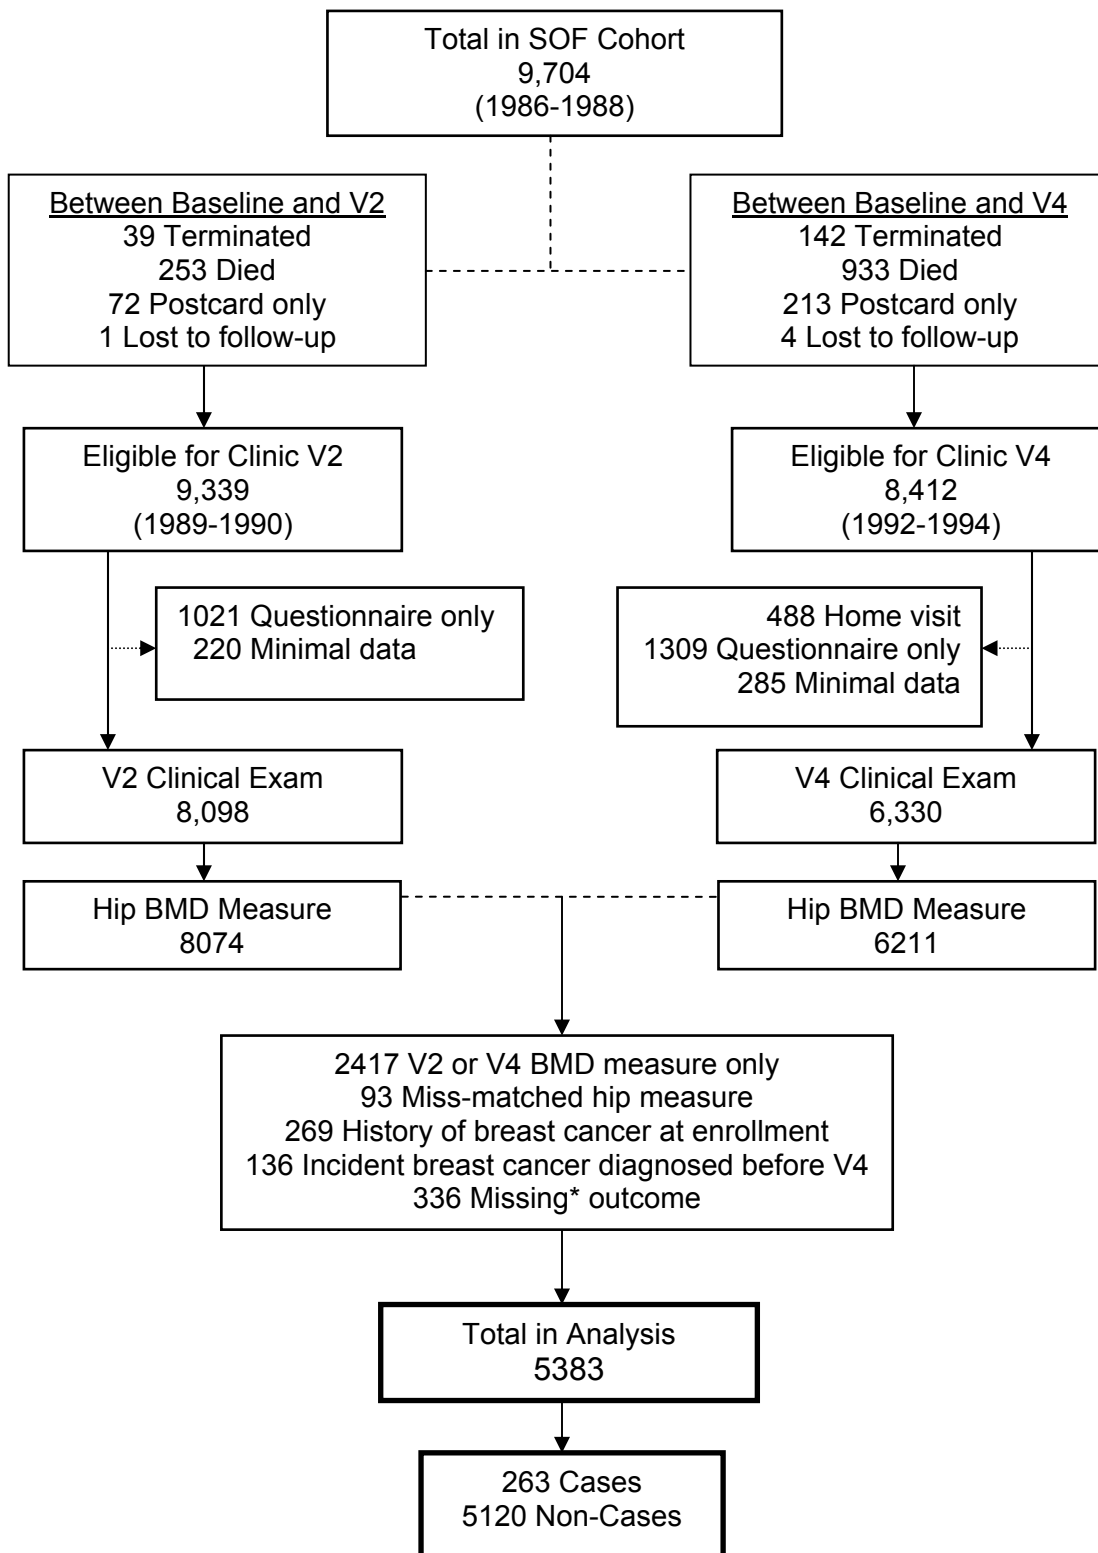 Total in SOF Cohort
9,704
(1986-1988)
Between Baseline and V2
39 Terminated
253 Died
72 Postcard only
1 Lost to follow-up
Between Baseline and V4
142 Terminated
933 Died
213 Postcard only
4 Lost to follow-up
Eligible for Clinic V2
9,339
(1989-1990)
Eligible for Clinic V4
8,412
(1992-1994)
1021 Questionnaire only
220 Minimal data
488 Home visit
1309 Questionnaire only
285 Minimal data
V2 Clinical Exam
8,098
V4 Clinical Exam
6,330
Hip BMD Measure
8074
Hip BMD Measure
6211
2417 V2 or V4 BMD measure only
93 Miss-matched hip measure
269 History of breast cancer at enrollment
136 Incident breast cancer diagnosed before V4
336 Missing* outcome
Total in Analysis
5383
263 Cases
5120 Non-Cases